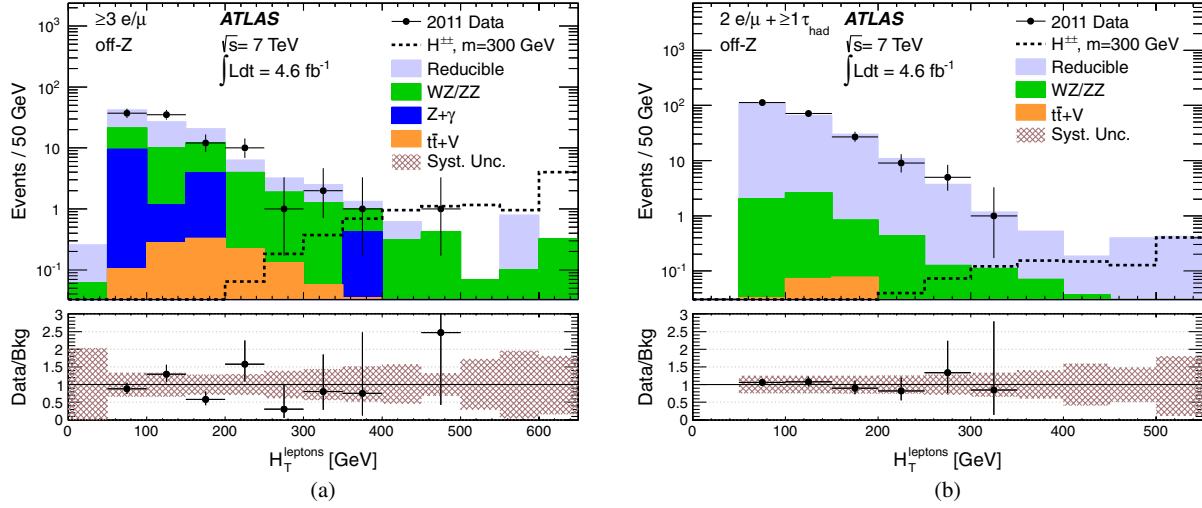 ≥3 e/μ
off-Z
ATLAS
√s= 7 TeV
∫Ldt = 4.6 fb⁻¹
2011 Data
H±±, m=300 GeV
Reducible
WZ/ZZ
Z+γ
tt̄+V
Syst. Unc.
Events / 50 GeV
10³
10²
10
1
10⁻¹
Data/Bkg
3
2.5
2
1.5
1
0.5
0
0 100 200 300 400 500 600
H_T^leptons [GeV]
(a)
2 e/μ + ≥1τ_had
off-Z
ATLAS
√s= 7 TeV
∫Ldt = 4.6 fb⁻¹
2011 Data
H±±, m=300 GeV
Reducible
WZ/ZZ
tt̄+V
Syst. Unc.
Events / 50 GeV
10³
10²
10
1
10⁻¹
Data/Bkg
3
2.5
2
1.5
1
0.5
0
0 100 200 300 400 500
H_T^leptons [GeV]
(b)